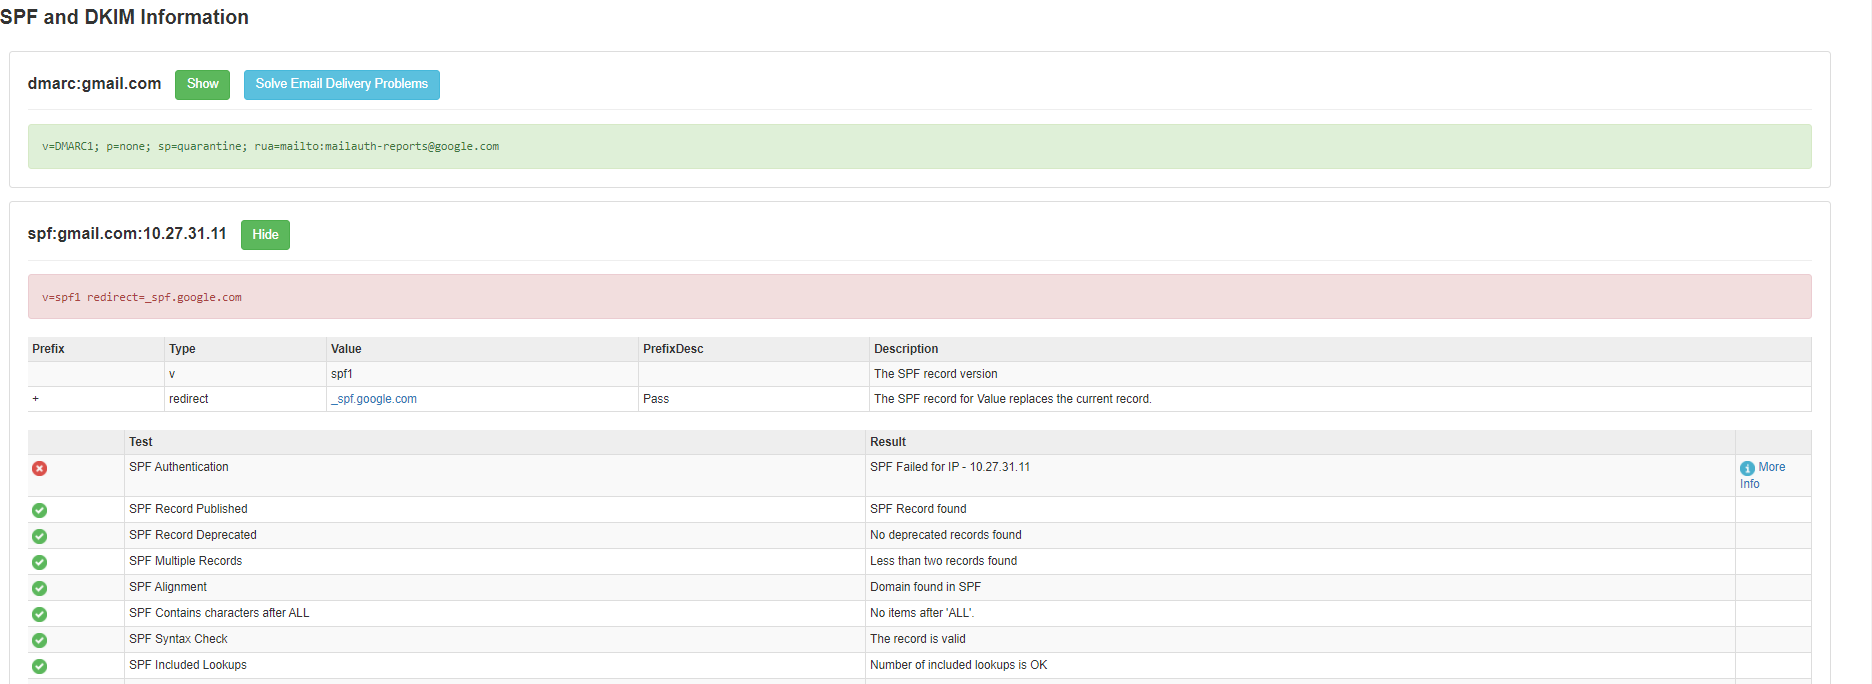 SPF and DKIM Information
dmarc:gmail.com Show Solve Email Delivery Problems
v=DMARC1; p=none; sp=quarantine; rua=mailto:mailauth-reports@google.com
spf:gmail.com:10.27.31.11 Hide
v=spf1 redirect=_spf.google.com
Prefix Type Value PrefixDesc Description
v spf1 The SPF record version
+ redirect _spf.google.com Pass The SPF record for Value replaces the current record.
Test Result
SPF Authentication SPF Failed for IP - 10.27.31.11 More
Info
SPF Record Published SPF Record found
SPF Record Deprecated No deprecated records found
SPF Multiple Records Less than two records found
SPF Alignment Domain found in SPF
SPF Contains characters after ALL No items after 'ALL'.
SPF Syntax Check The record is valid
SPF Included Lookups Number of included lookups is OK